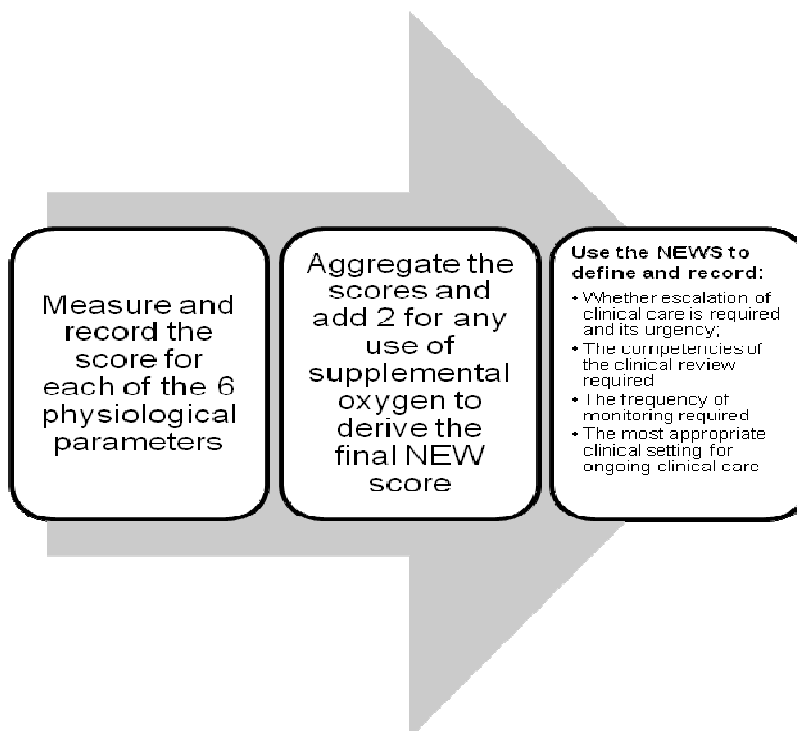 Measure and
record the
score for
each of the 6
physiological
parameters
Aggregate the
scores and
add 2 for any
use of
supplemental
oxygen to
derive the
final NEW
score
Use the NEWS to
define and record:
• Whether escalation of
clinical care is required
and its urgency;
• The competencies of
the clinical review
required
• The frequency of
monitoring required
• The most appropriate
clinical setting for
ongoing clinical care